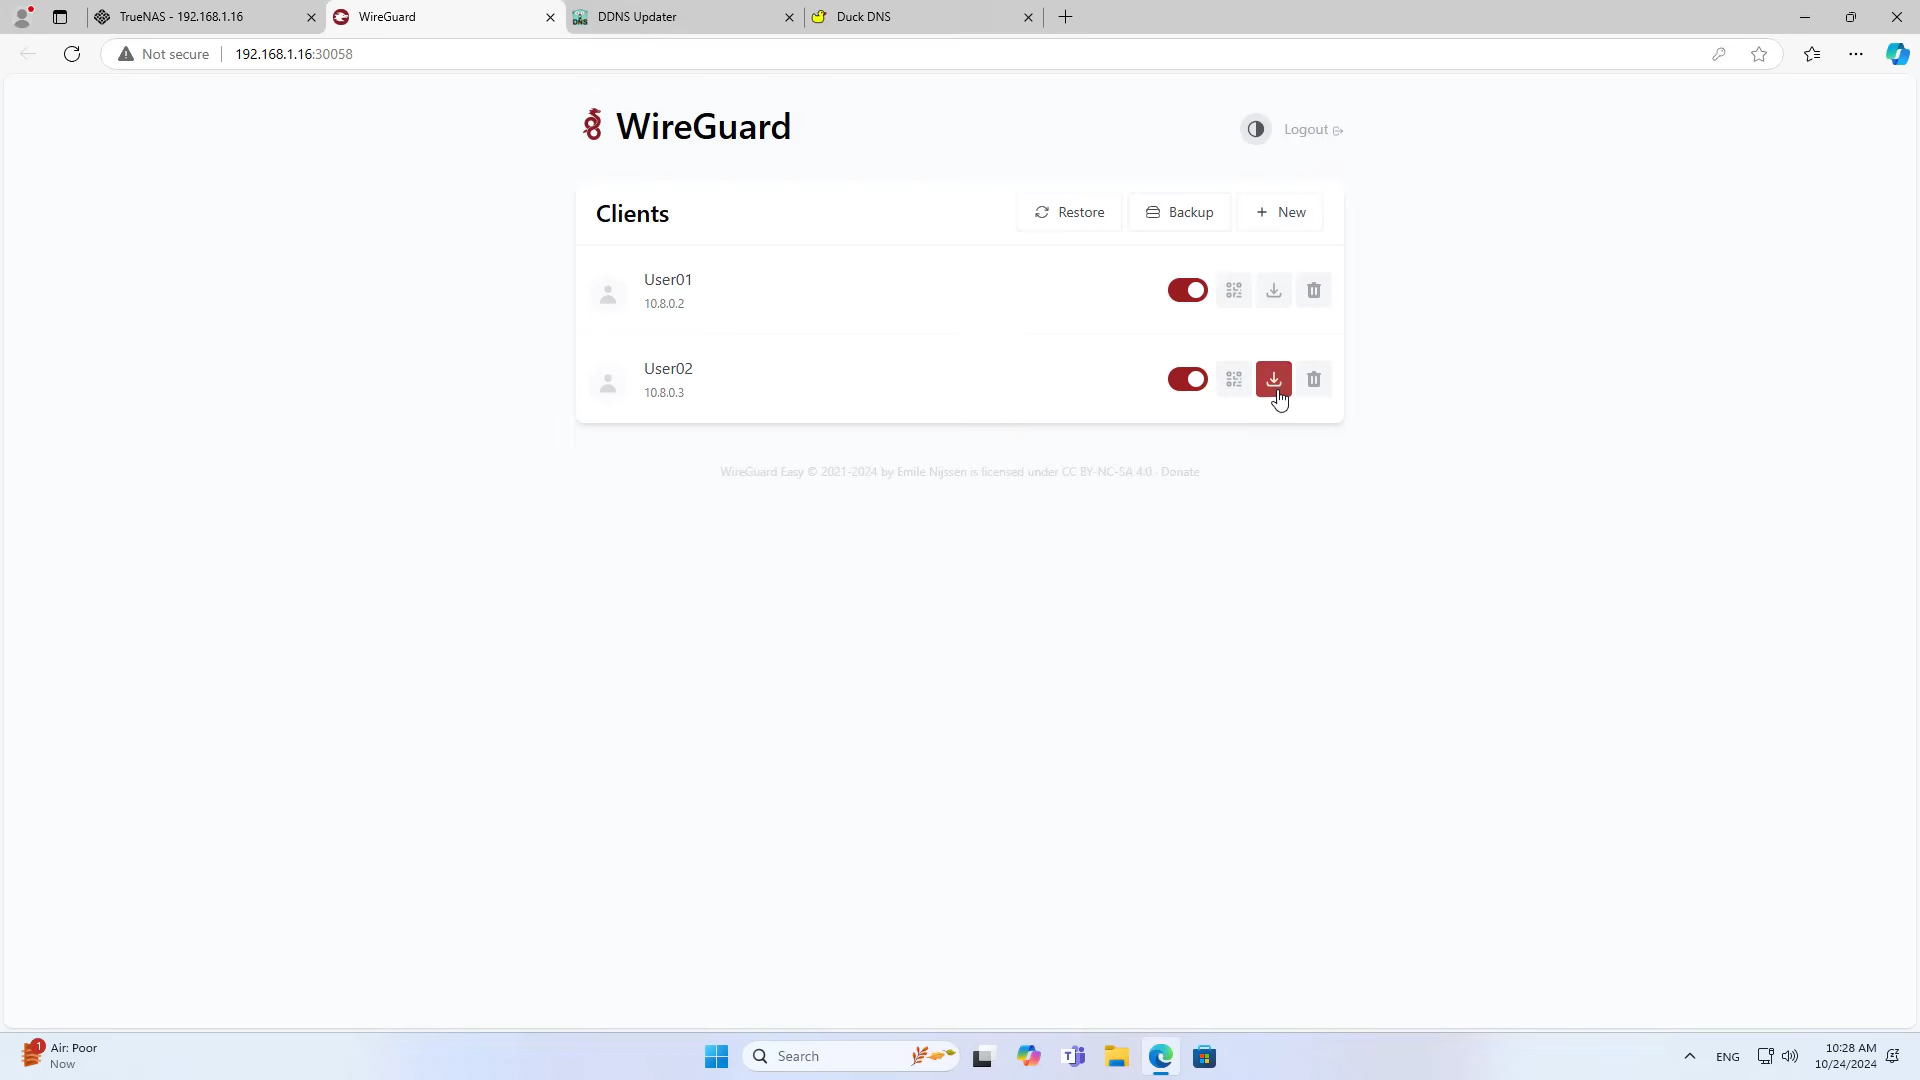 TrueNAS - 192.168.1.16
WireGuard
DDNS Updater
Duck DNS
Not secure
192.168.1.16:30058
WireGuard
Logout
Clients
Restore
Backup
New
User01
10.8.0.2
User02
10.8.0.3
WireGuard Easy © 2021-2024 by Emile Nijssen is licensed under CC BY-NC-SA 4.0 · Donate
1
Air: Poor
Now
Search
ENG
10:28 AM
10/24/2024